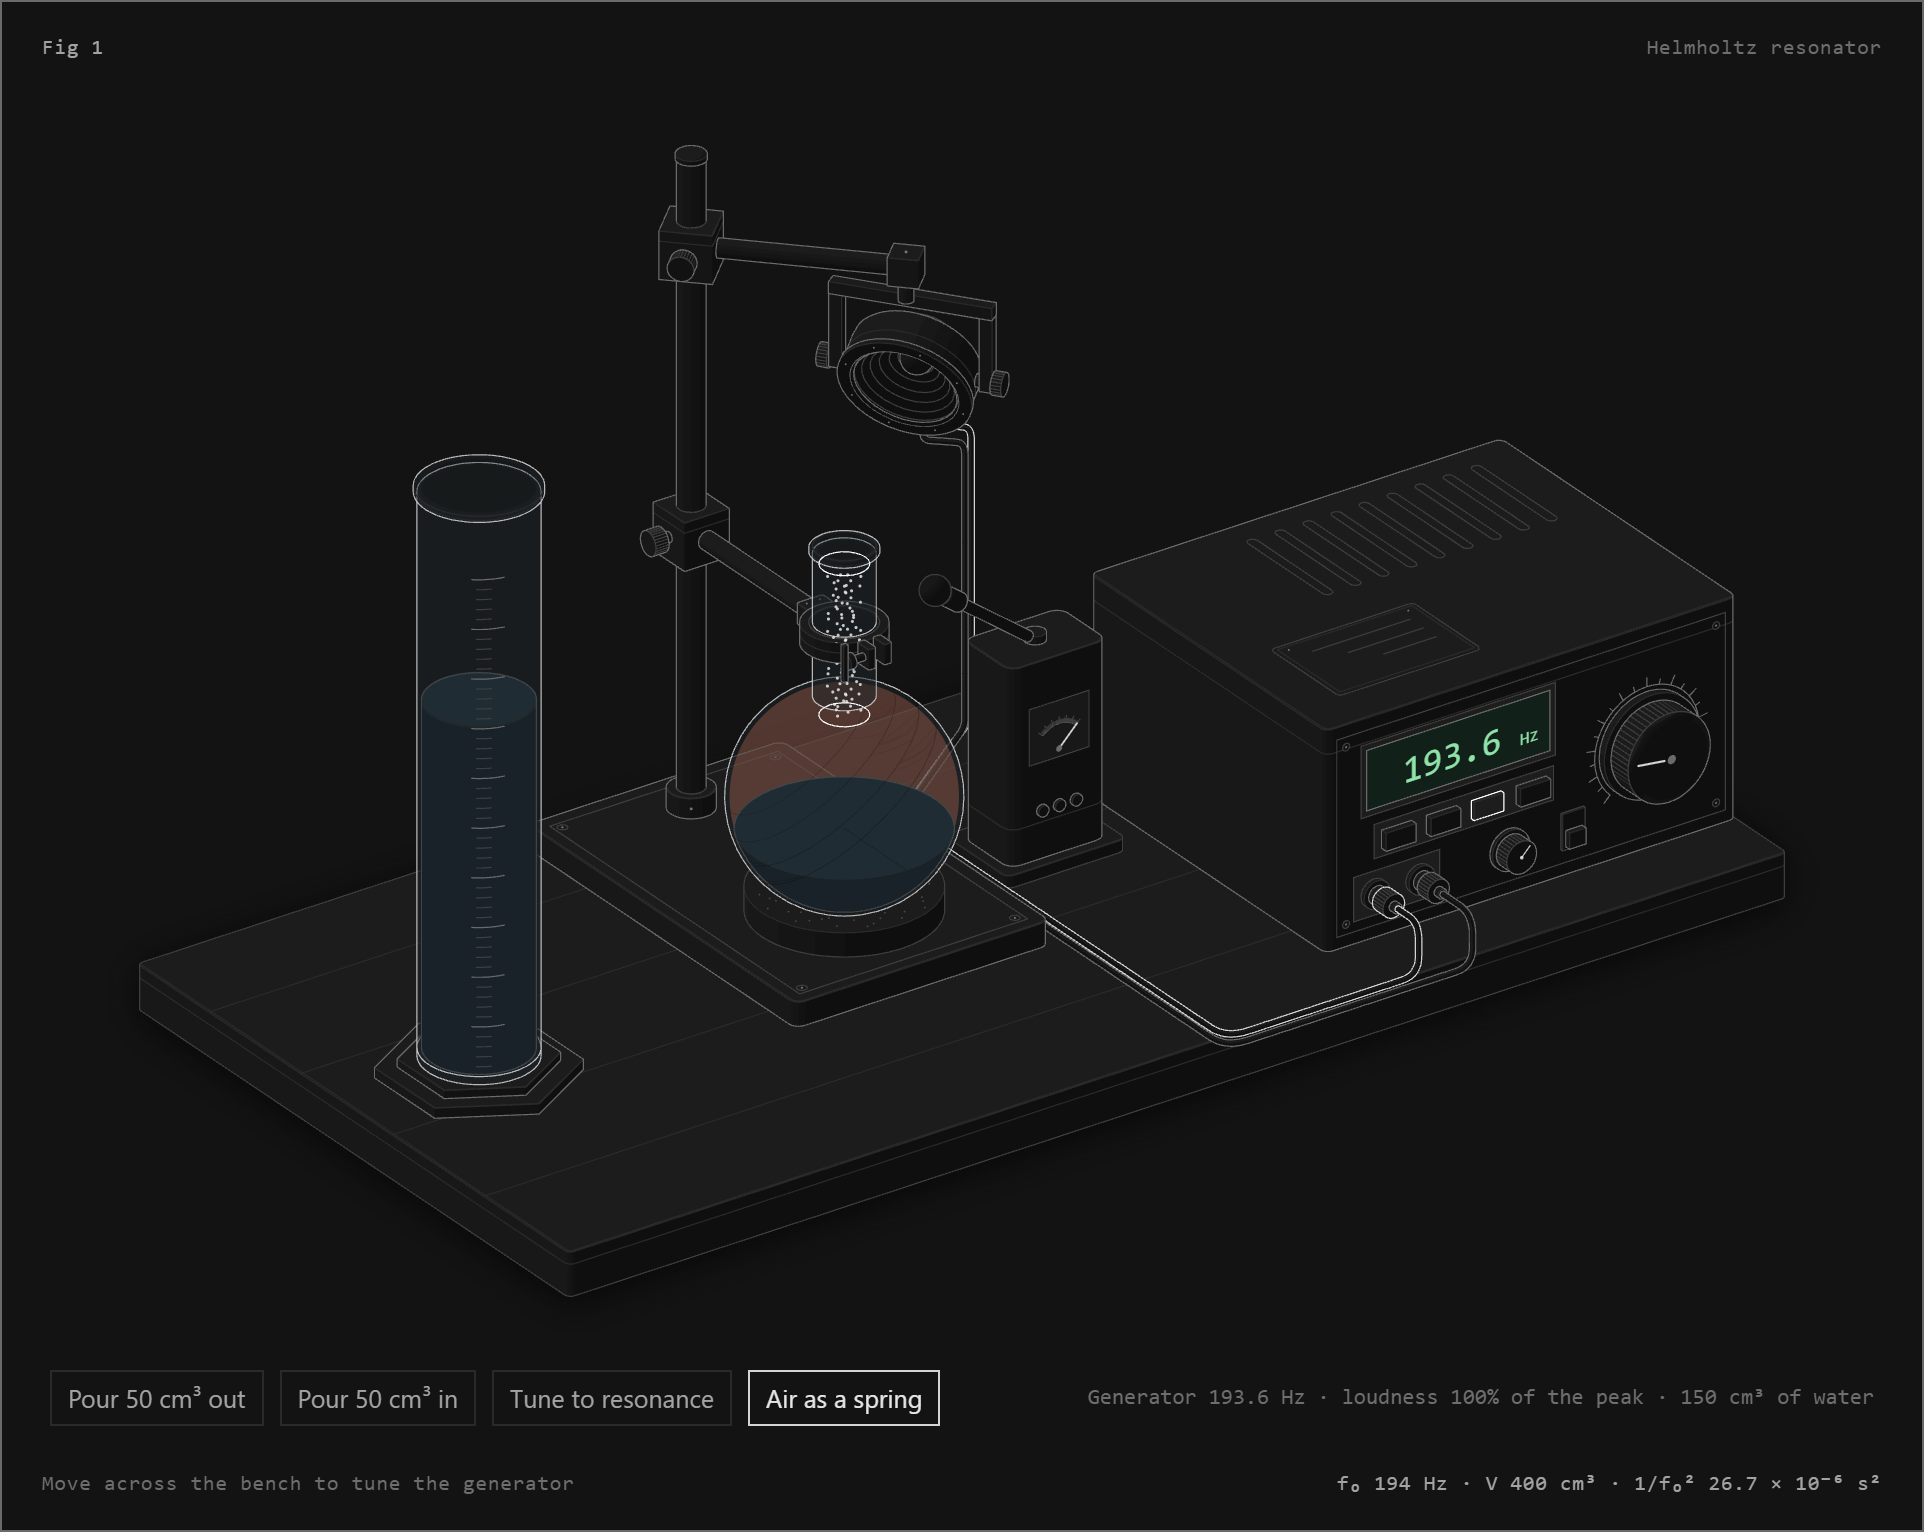 Fig 1
Helmholtz resonator
193.6 HZ
Pour 50 cm³ out
Pour 50 cm³ in
Tune to resonance
Air as a spring
Generator 193.6 Hz · loudness 100% of the peak · 150 cm³ of water
Move across the bench to tune the generator
f₀ 194 Hz · V 400 cm³ · 1/f₀² 26.7 × 10⁻⁶ s²